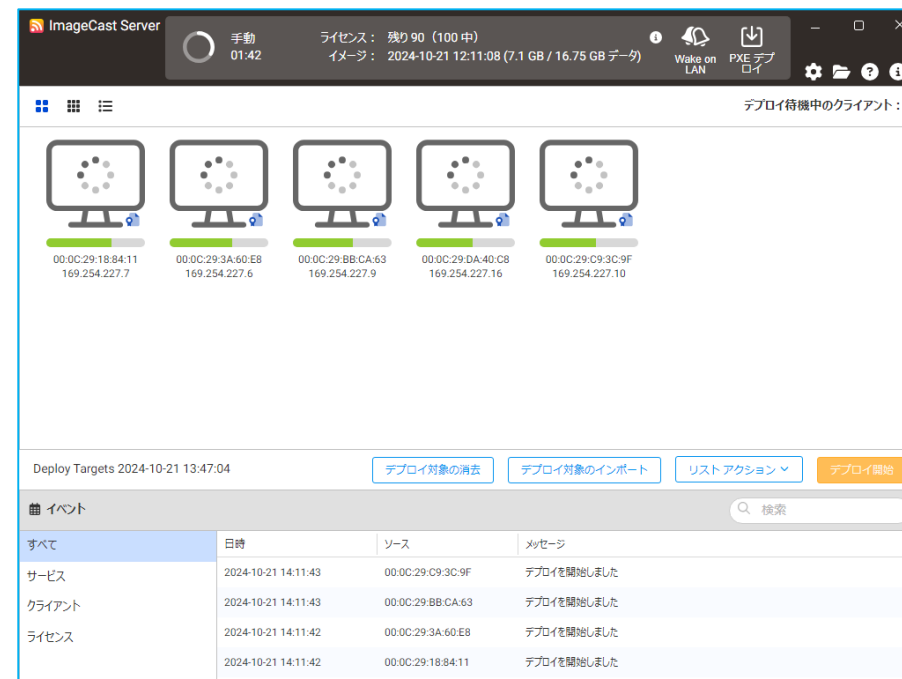 ImageCast Server
手動
01:42
ライセンス： 残り 90（100 中）
イメージ： 2024-10-21 12:11:08 (7.1 GB / 16.75 GB データ)
Wake on
LAN
PXE デプ
ロイ
デプロイ待機中のクライアント：
00:0C:29:18:84:11
169.254.227.7
00:0C:29:3A:60:E8
169.254.227.6
00:0C:29:BB:CA:63
169.254.227.9
00:0C:29:DA:40:C8
169.254.227.16
00:0C:29:C9:3C:9F
169.254.227.10
Deploy Targets 2024-10-21 13:47:04
デプロイ対象の消去
デプロイ対象のインポート
リスト アクション
デプロイ開始
イベント
検索
すべて
サービス
クライアント
ライセンス
日時 ソース メッセージ
2024-10-21 14:11:43 00:0C:29:C9:3C:9F デプロイを開始しました
2024-10-21 14:11:43 00:0C:29:BB:CA:63 デプロイを開始しました
2024-10-21 14:11:42 00:0C:29:3A:60:E8 デプロイを開始しました
2024-10-21 14:11:42 00:0C:29:18:84:11 デプロイを開始しました